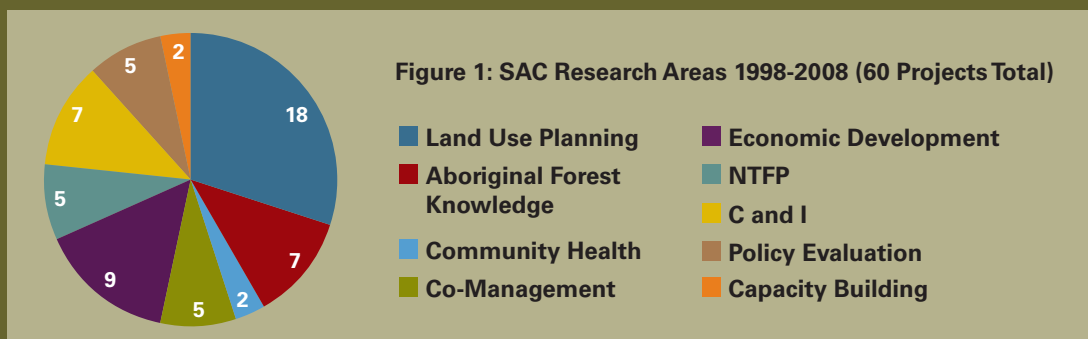 Figure 1: SAC Research Areas 1998-2008 (60 Projects Total)
18
7
2
5
9
5
7
5
2
Land Use Planning
Aboriginal Forest
Knowledge
Community Health
Co-Management
Economic Development
NTFP
C and I
Policy Evaluation
Capacity Building